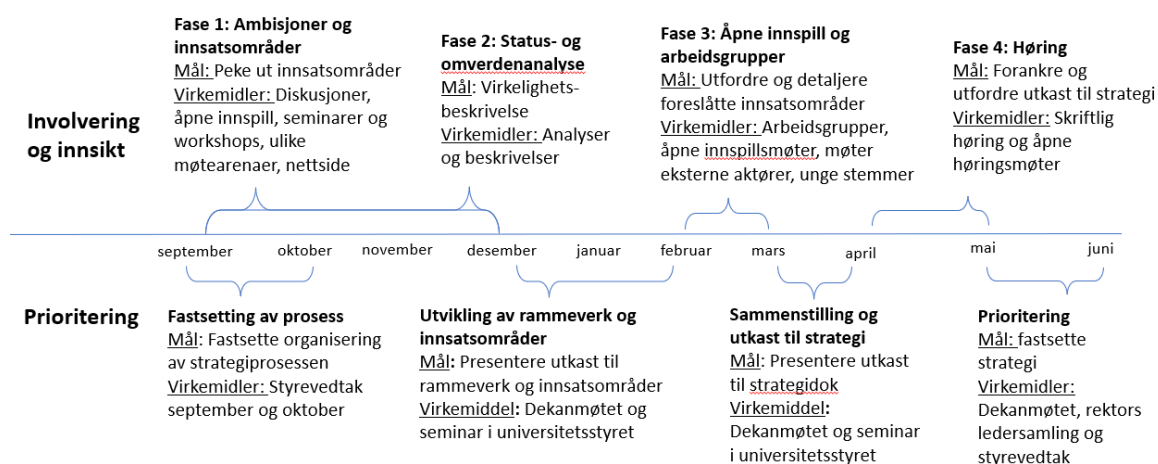 Fase 1: Ambisjoner og
innsatsområder
Mål: Peke ut innsatsområder
Virkemidler: Diskusjoner,
åpne innspill, seminarer og
workshops, ulike
møtearenaer, nettside
Fase 2: Status- og
omverdenanalyse
Mål: Virkelighets-
beskrivelse
Virkemidler: Analyser
og beskrivelser
Fase 3: Åpne innspill og
arbeidsgrupper
Mål: Utfordre og detaljere
foreslåtte innsatsområder
Virkemidler: Arbeidsgrupper,
åpne innspillsmøter, møter
eksterne aktører, unge stemmer
Fase 4: Høring
Mål: Forankre og
utfordre utkast til strategi
Virkemidler: Skriftlig
høring og åpne
høringsmøter
Involvering
og innsikt
september oktober november desember januar februar mars april mai juni
Prioritering
Fastsetting av prosess
Mål: Fastsette organisering
av strategiprosessen
Virkemidler: Styrevedtak
september og oktober
Utvikling av rammeverk og
innsatsområder
Mål: Presentere utkast til
rammeverk og innsatsområder
Virkemiddel: Dekanmøtet og
seminar i universitetsstyret
Sammenstilling og
utkast til strategi
Mål: Presentere utkast
til strategidok
Virkemiddel:
Dekanmøtet og seminar
i universitetsstyret
Prioritering
Mål: fastsette
strategi
Virkemidler:
Dekanmøtet, rektors
ledersamling og
styrevedtak